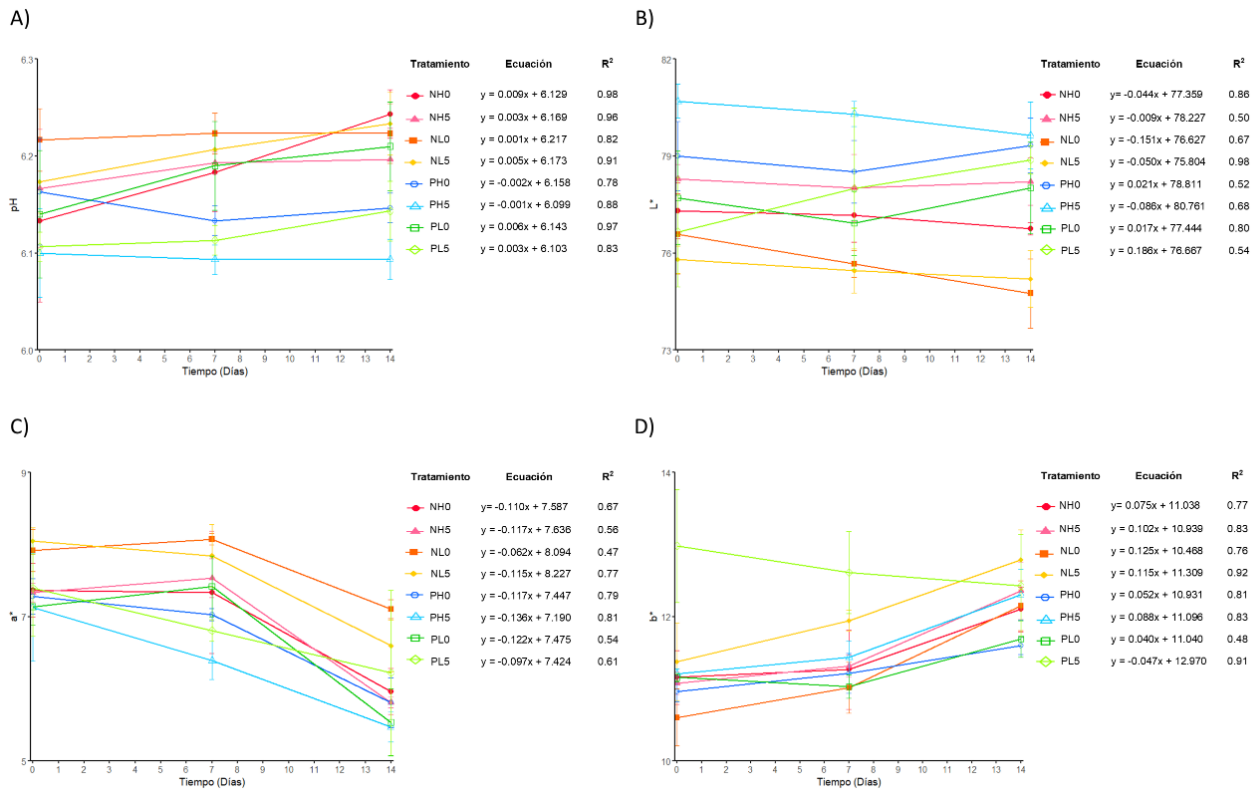 A)
Tratamiento Ecuación R²
NH0 y = 0.009x + 6.129 0.98
NH5 y = 0.003x + 6.169 0.96
NL0 y = 0.001x + 6.217 0.82
NL5 y = 0.005x + 6.173 0.91
PH0 y = -0.002x + 6.158 0.78
PH5 y = -0.001x + 6.099 0.88
PL0 y = 0.006x + 6.143 0.97
PL5 y = 0.003x + 6.103 0.83
6.3
6.2
6.1
6.0
pH
0 1 2 3 4 5 6 7 8 9 10 11 12 13 14
Tiempo (Días)
B)
Tratamiento Ecuación R²
NH0 y= -0.044x + 77.359 0.86
NH5 y = -0.009x + 78.227 0.50
NL0 y = -0.151x + 76.627 0.67
NL5 y = -0.050x + 75.804 0.98
PH0 y = 0.021x + 78.811 0.52
PH5 y = -0.086x + 80.761 0.68
PL0 y = 0.017x + 77.444 0.80
PL5 y = 0.186x + 76.667 0.54
82
79
76
73
L*
0 1 2 3 4 5 6 7 8 9 10 11 12 13 14
Tiempo (Días)
C)
Tratamiento Ecuación R²
NH0 y= -0.110x + 7.587 0.67
NH5 y = -0.117x + 7.636 0.56
NL0 y = -0.062x + 8.094 0.47
NL5 y = -0.115x + 8.227 0.77
PH0 y = -0.117x + 7.447 0.79
PH5 y = -0.136x + 7.190 0.81
PL0 y = -0.122x + 7.475 0.54
PL5 y = -0.097x + 7.424 0.61
9
7
5
a*
0 1 2 3 4 5 6 7 8 9 10 11 12 13 14
Tiempo (Días)
D)
Tratamiento Ecuación R²
NH0 y= 0.075x + 11.038 0.77
NH5 y = 0.102x + 10.939 0.83
NL0 y = 0.125x + 10.468 0.76
NL5 y = 0.115x + 11.309 0.92
PH0 y = 0.052x + 10.931 0.81
PH5 y = 0.088x + 11.096 0.83
PL0 y = 0.040x + 11.040 0.48
PL5 y = -0.047x + 12.970 0.91
14
12
10
b*
0 1 2 3 4 5 6 7 8 9 10 11 12 13 14
Tiempo (Días)